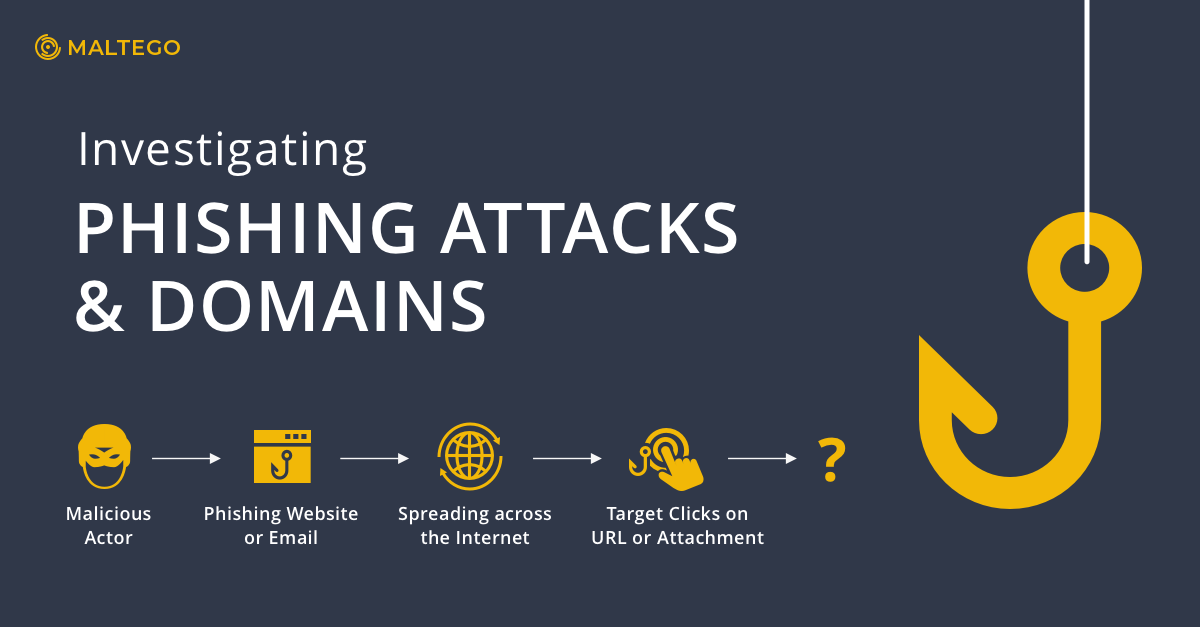 MALTEGO
Investigating
PHISHING ATTACKS
& DOMAINS
?
Malicious
Actor
Phishing Website
or Email
Spreading across
the Internet
Target Clicks on
URL or Attachment